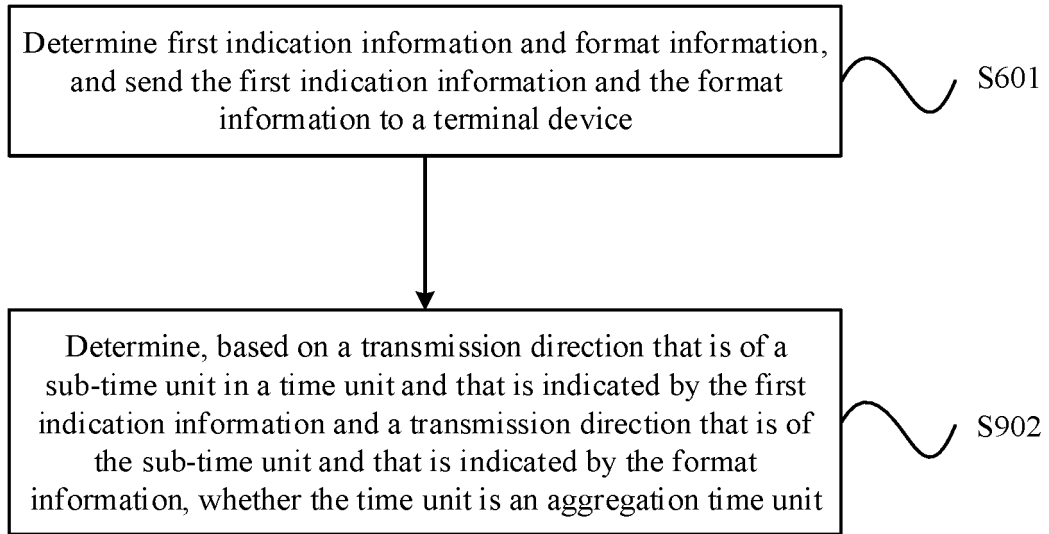 Determine first indication information and format information,
and send the first indication information and the format
information to a terminal device
S601
Determine, based on a transmission direction that is of a
sub-time unit in a time unit and that is indicated by the first
indication information and a transmission direction that is of
the sub-time unit and that is indicated by the format
information, whether the time unit is an aggregation time unit
S902